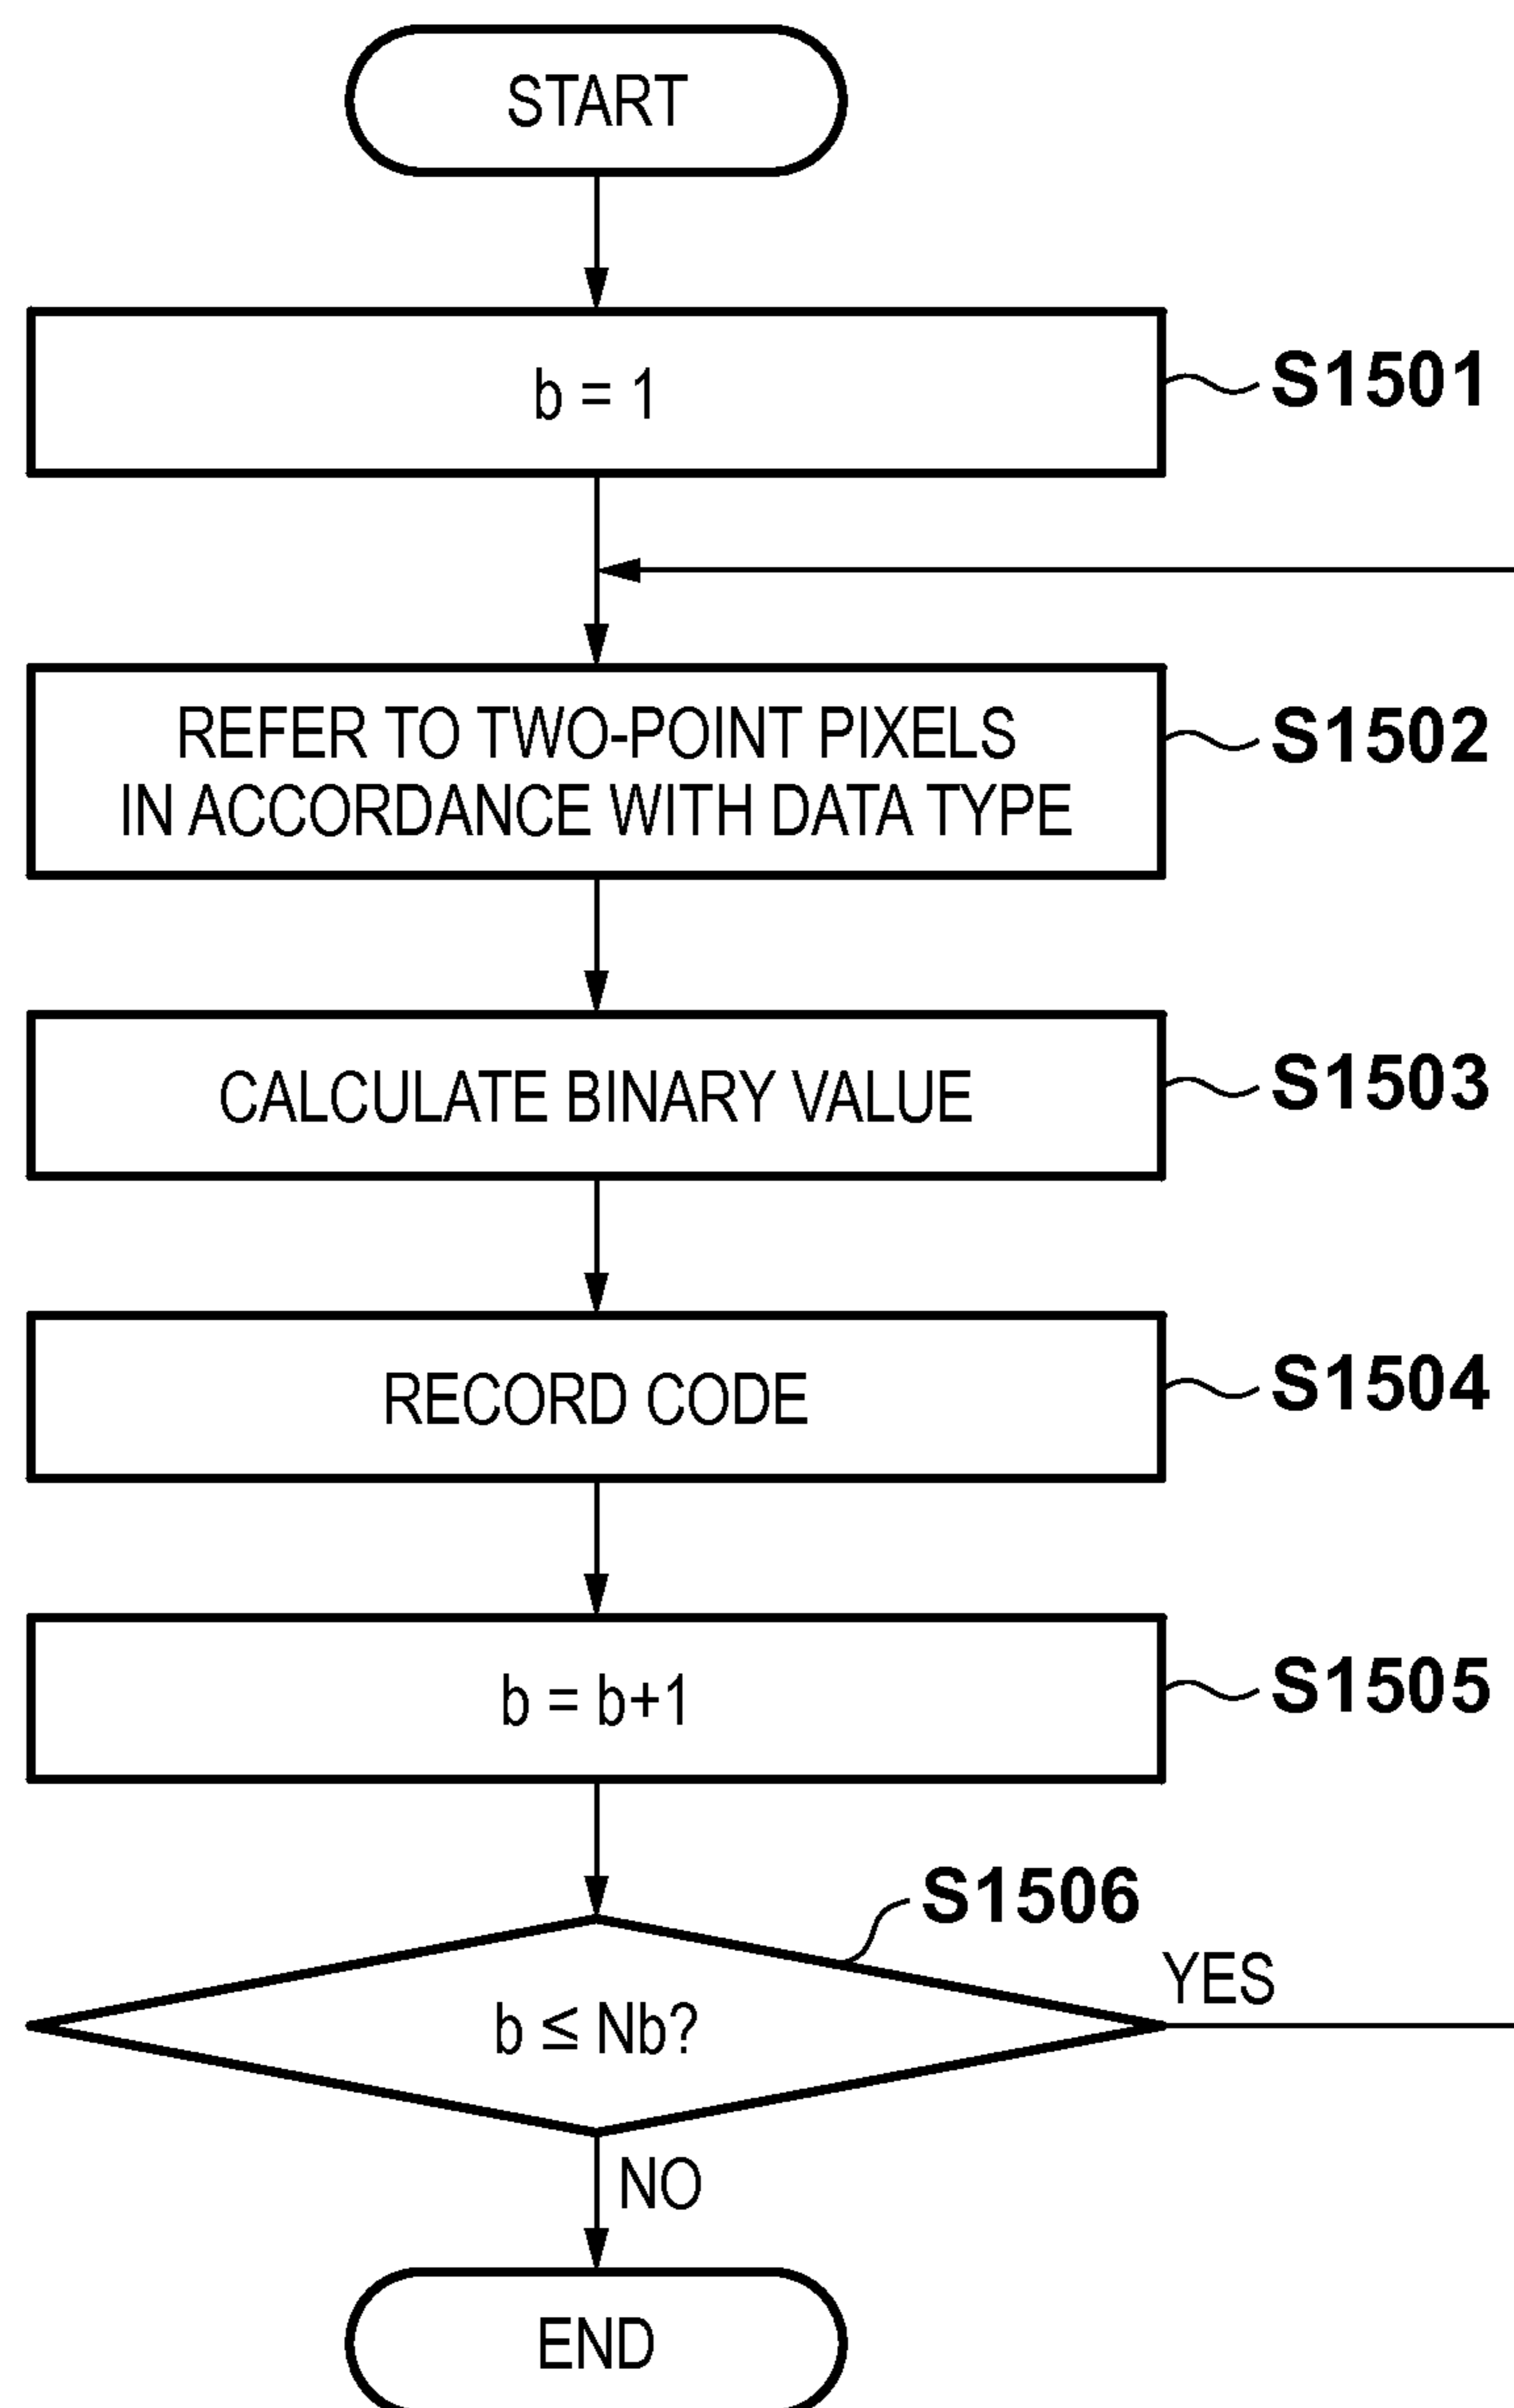 START
b = 1
S1501
REFER TO TWO-POINT PIXELS
IN ACCORDANCE WITH DATA TYPE
S1502
CALCULATE BINARY VALUE
S1503
RECORD CODE
S1504
b = b+1
S1505
S1506
b ≤ Nb?
YES
NO
END